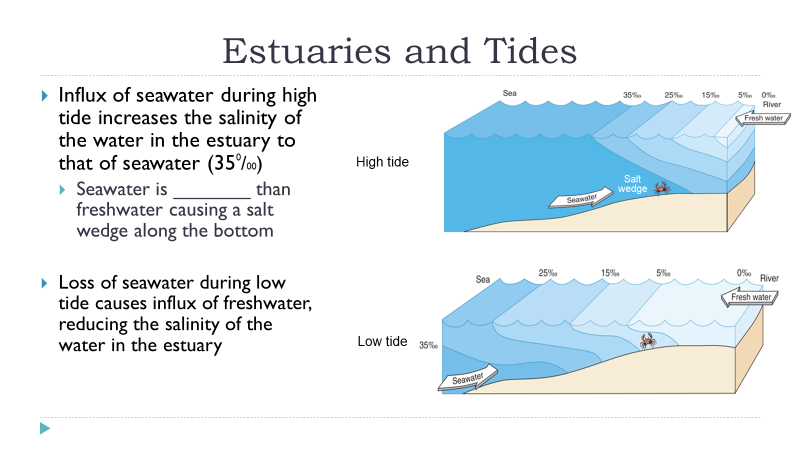 Estuaries and Tides
Influx of seawater during high
tide increases the salinity of
the water in the estuary to
that of seawater (35⁰/₀₀)
Seawater is ________ than
freshwater causing a salt
wedge along the bottom
Loss of seawater during low
tide causes influx of freshwater,
reducing the salinity of the
water in the estuary
High tide
Sea
35‰ 25‰ 15‰ 5‰ 0‰
River
Fresh water
Salt
wedge
Seawater
Low tide
Sea
25‰ 15‰ 5‰ 0‰
River
Fresh water
35‰
Seawater